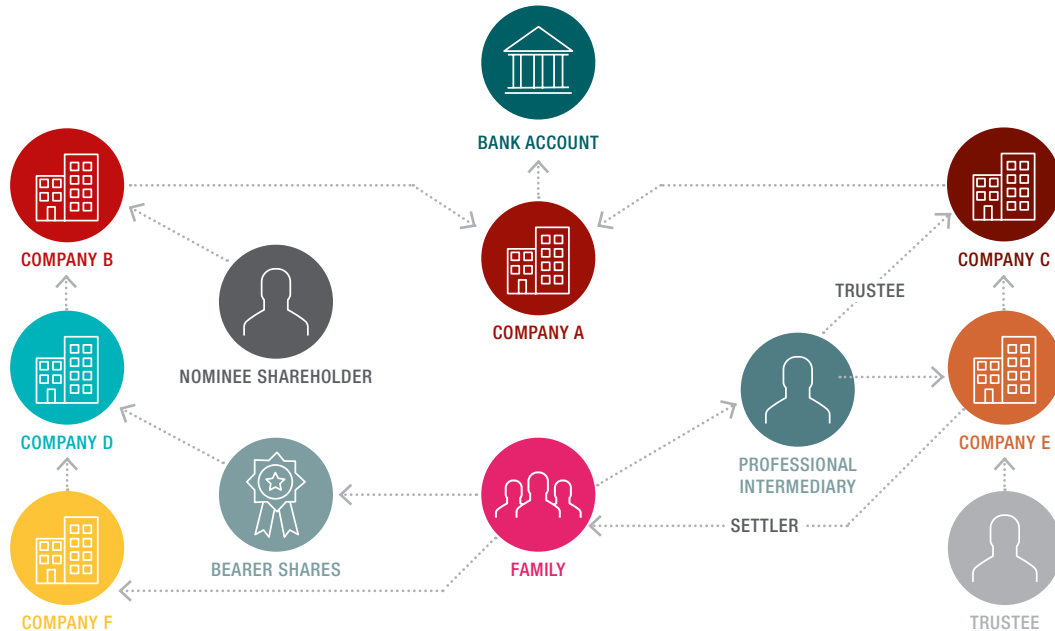 BANK ACCOUNT
COMPANY B
COMPANY C
TRUSTEE
COMPANY A
NOMINEE SHAREHOLDER
COMPANY D
COMPANY E
PROFESSIONAL
INTERMEDIARY
SETTLER
BEARER SHARES
FAMILY
COMPANY F
TRUSTEE